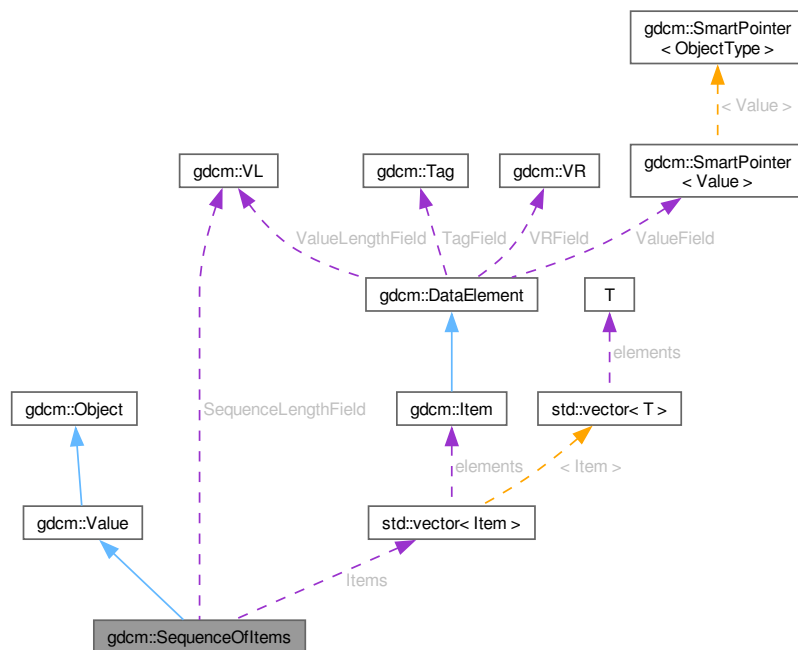 gdcm::SmartPointer
< ObjectType >
< Value >
gdcm::VL
gdcm::Tag
gdcm::VR
gdcm::SmartPointer
< Value >
ValueLengthField
TagField
VRField
ValueField
gdcm::DataElement
T
elements
gdcm::Object
SequenceLengthField
gdcm::Item
std::vector< T >
elements
< Item >
gdcm::Value
std::vector< Item >
Items
gdcm::SequenceOfItems